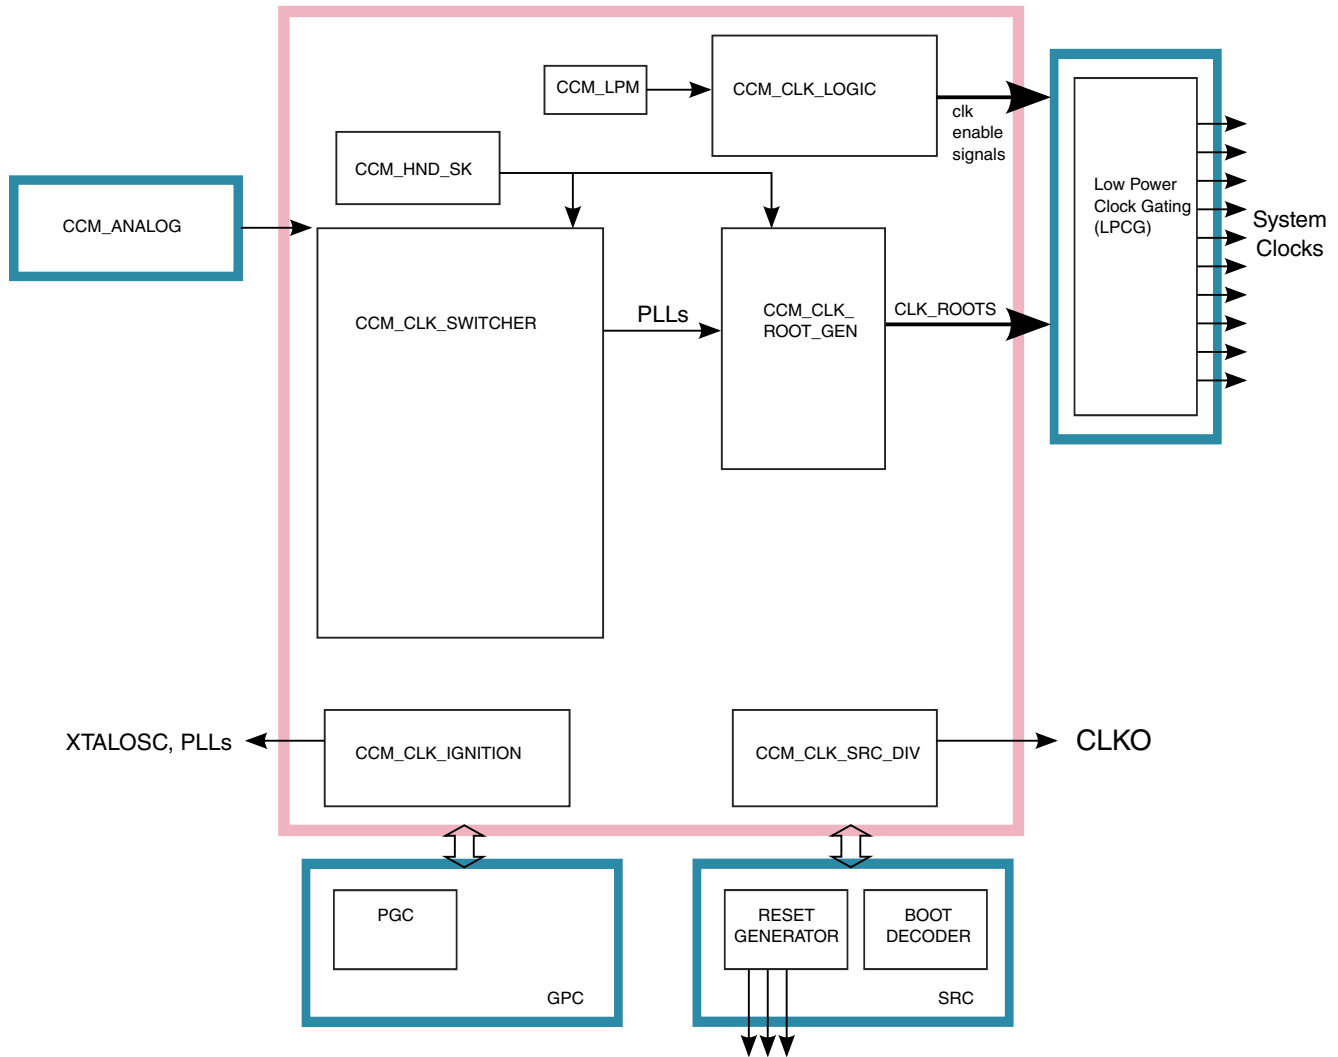 CCM_LPM
CCM_CLK_LOGIC
clk
enable
signals
CCM_HND_SK
CCM_ANALOG
Low Power
Clock Gating
(LPCG)
System
Clocks
CCM_CLK_SWITCHER
PLLs
CCM_CLK_
ROOT_GEN
CLK_ROOTS
XTALOSC, PLLs
CCM_CLK_IGNITION
CCM_CLK_SRC_DIV
CLKO
PGC
GPC
RESET
GENERATOR
BOOT
DECODER
SRC